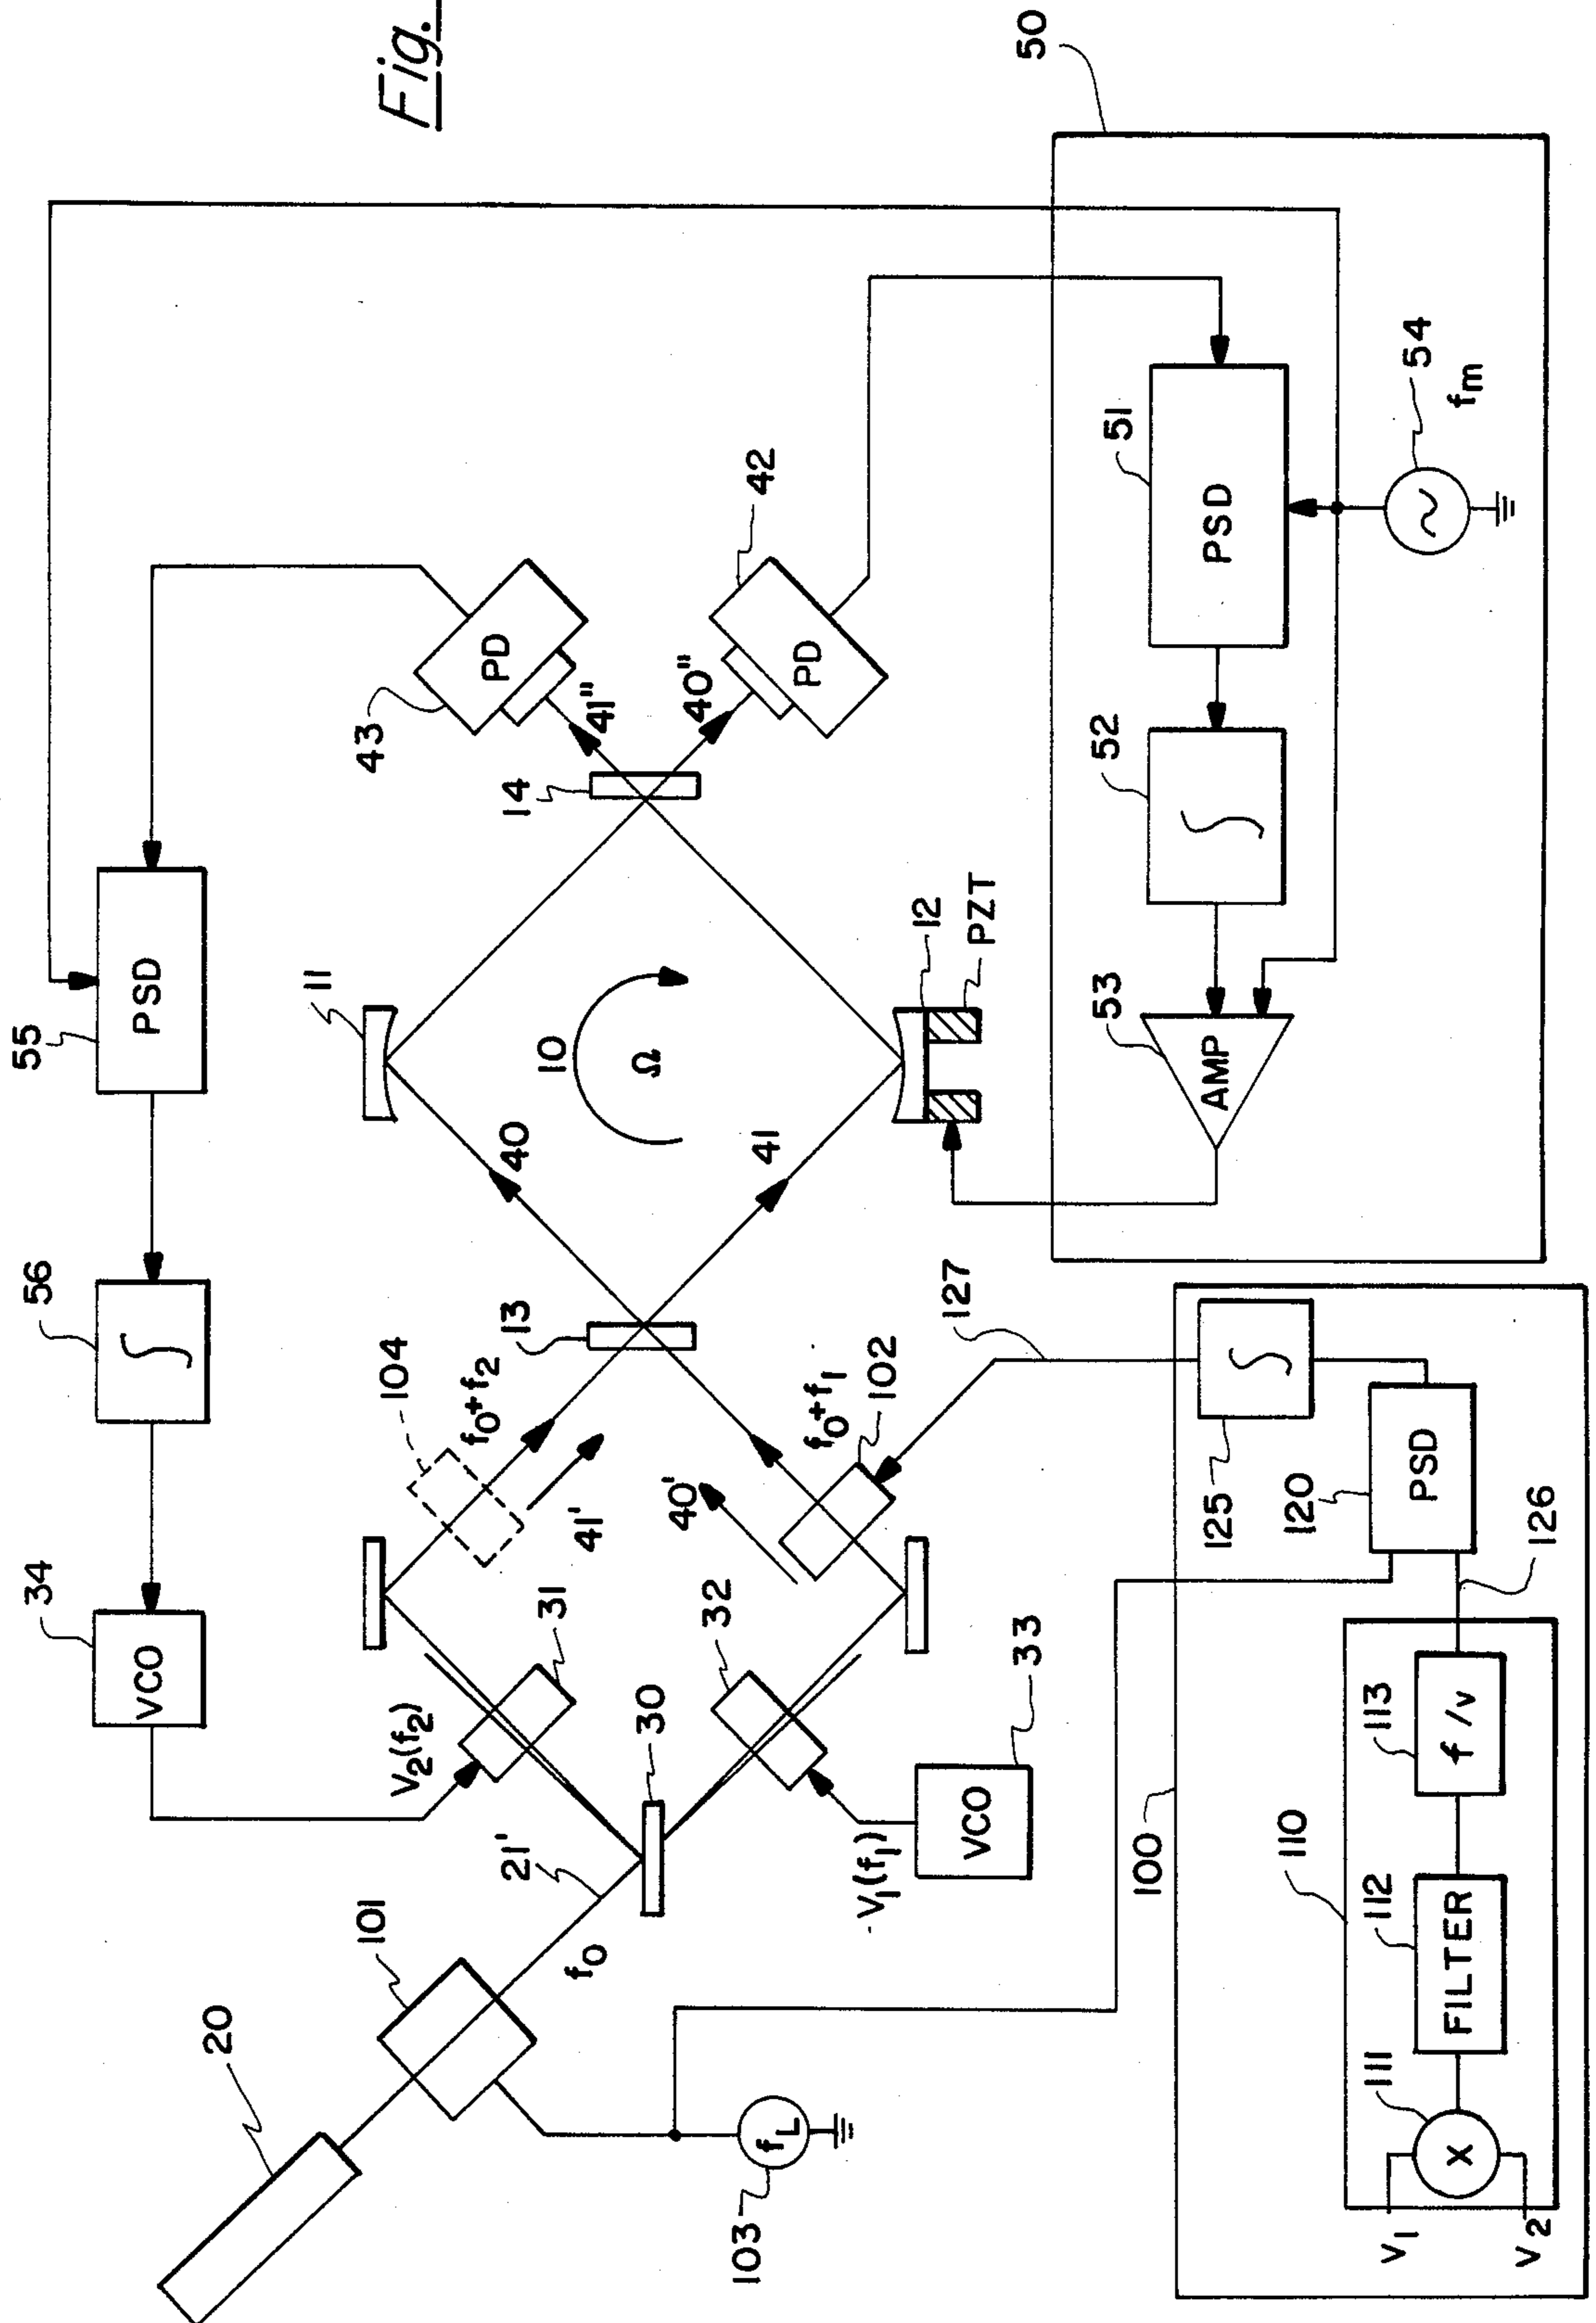 Fig.
50
55
PSD
56
34
VCO
43
PD
41"
40"
PD
42
14
11
10
Ω
40
41
12
PZT
13
104
f0+f2
41'
40'
f0+f1
102
127
V2(f2)
31
32
30
33
VCO
V1(f1)
21'
f0
101
20
fL
103
51
PSD
52
∫
53
AMP
54
fm
∫
100
125
∫
120
PSD
126
110
113
f/v
112
FILTER
111
X
V1
V2